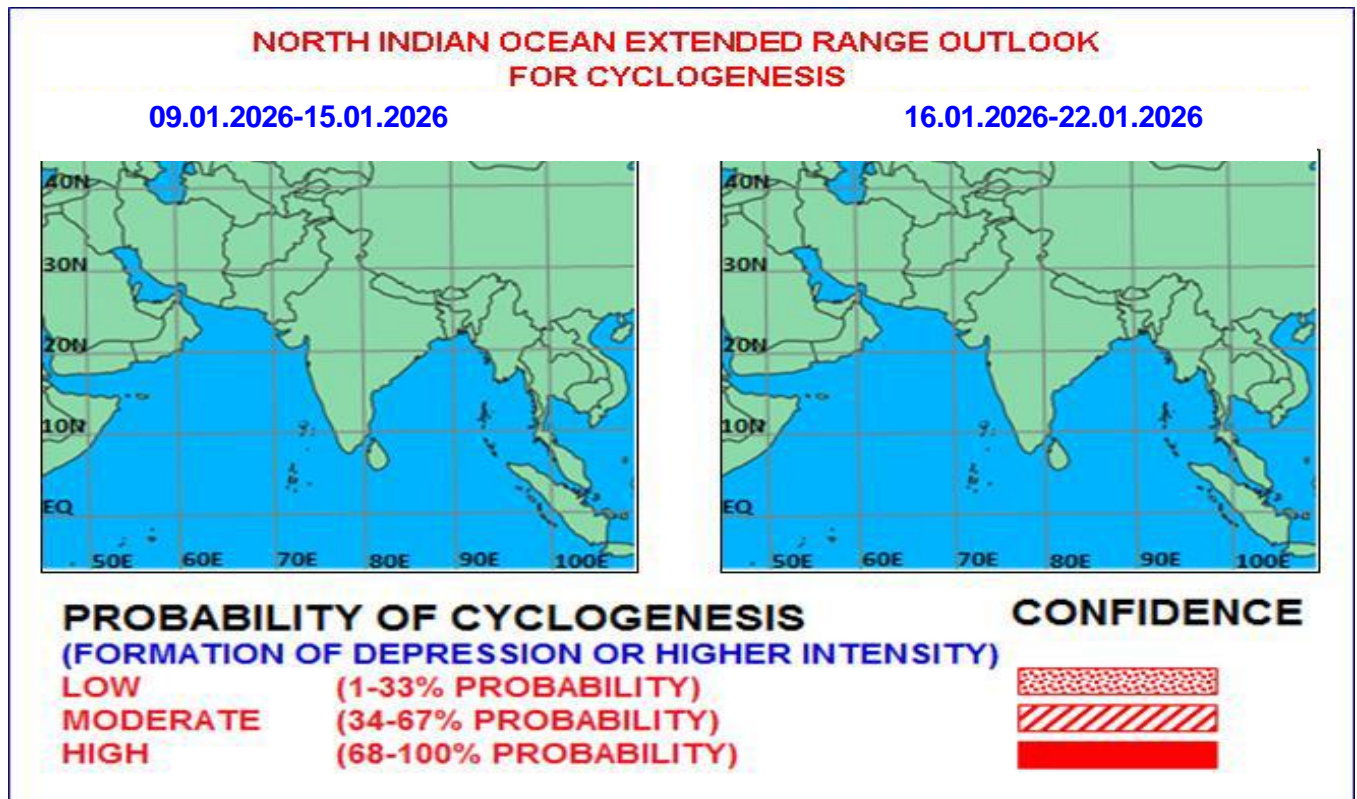 NORTH INDIAN OCEAN EXTENDED RANGE OUTLOOK
FOR CYCLOGENESIS
09.01.2026-15.01.2026
16.01.2026-22.01.2026
40N
30N
20N
10N
EQ
50E 60E 70E 80E 90E 100E
40N
30N
20N
10N
EQ
50E 60E 70E 80E 90E 100E
PROBABILITY OF CYCLOGENESIS
CONFIDENCE
(FORMATION OF DEPRESSION OR HIGHER INTENSITY)
LOW (1-33% PROBABILITY)
MODERATE (34-67% PROBABILITY)
HIGH (68-100% PROBABILITY)